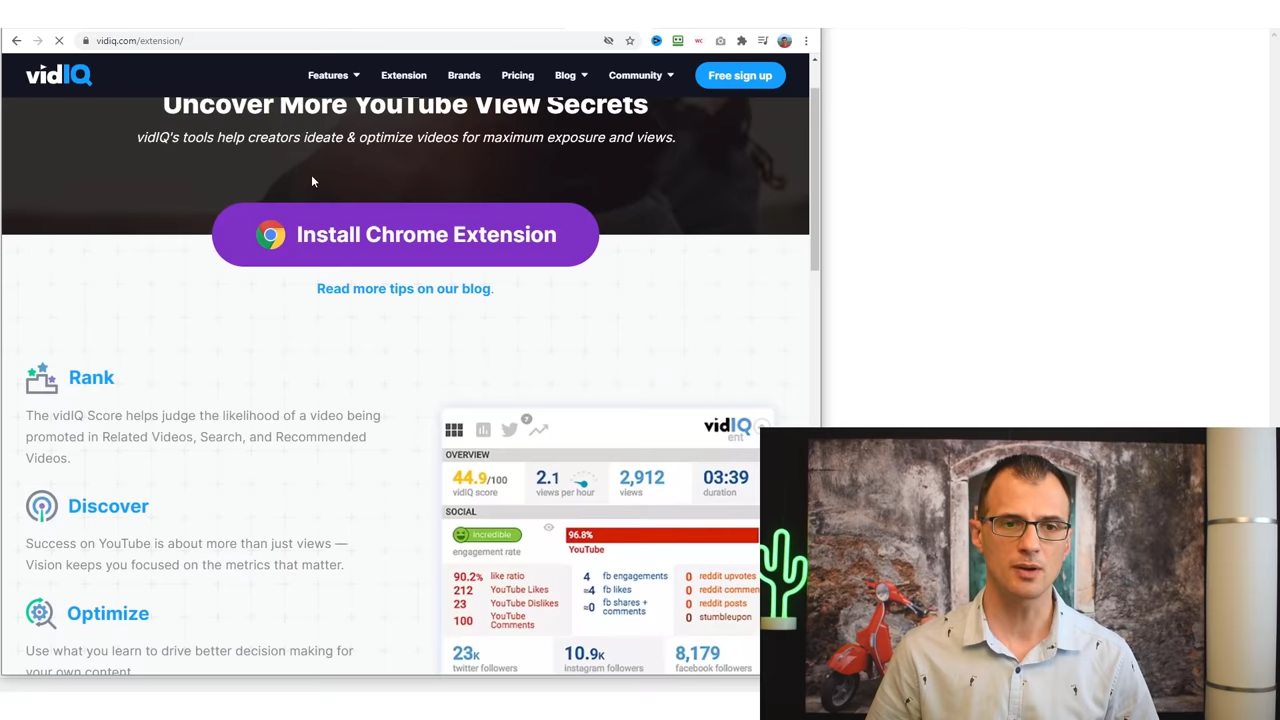 vidiq.com/extension/
vidIQ
Features
Extension
Brands
Pricing
Blog
Community
Free sign up
Uncover More YouTube View Secrets
vidIQ's tools help creators ideate & optimize videos for maximum exposure and views.
Install Chrome Extension
Read more tips on our blog.
Rank
The vidIQ Score helps judge the likelihood of a video being
promoted in Related Videos, Search, and Recommended
Videos.
Discover
Success on YouTube is about more than just views —
Vision keeps you focused on the metrics that matter.
Optimize
Use what you learn to drive better decision making for
your own content.
7
vidIQ
ent
OVERVIEW
44.9/100
vidIQ score
2.1
views per hour
2,912
views
03:39
duration
SOCIAL
incredible
engagement rate
96.8%
YouTube
90.2% like ratio
212 YouTube Likes
23 YouTube Dislikes
100 YouTube
Comments
4 fb engagements
≈4 fb likes
≈0 fb shares +
comments
0 reddit upvotes
0 reddit commen
0 reddit posts
0 stumbleupon
23K
twitter followers
10.9K
instagram followers
8,179
facebook followers